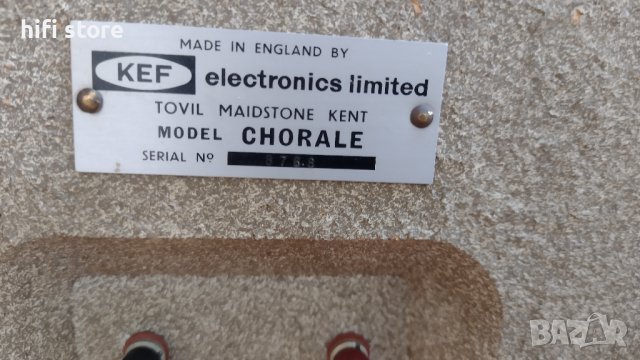 hifi store
MADE IN ENGLAND BY
KEF electronics limited
TOVIL MAIDSTONE KENT
MODEL CHORALE
SERIAL Nº
BAZAR